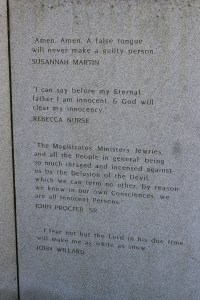 "Amen. Amen. A false tongue
will never make a guilty person."
SUSANNAH MARTIN
"I can say before my Eternal
father I am innocent, & God will
clear my innocency."
REBECCA NURSE
"The Magistrates, Ministers, Jewries,
and all the People in general, being
so much inraged and incensed against
us by the Delusion of the Devil,
which we can term no other, by reason
we know in our own Consciences, we
are all Innocent Persons."
JOHN PROCTER SR.
"I fear not but the Lord in his due time
will make me as white as snow."
JOHN WILLARD